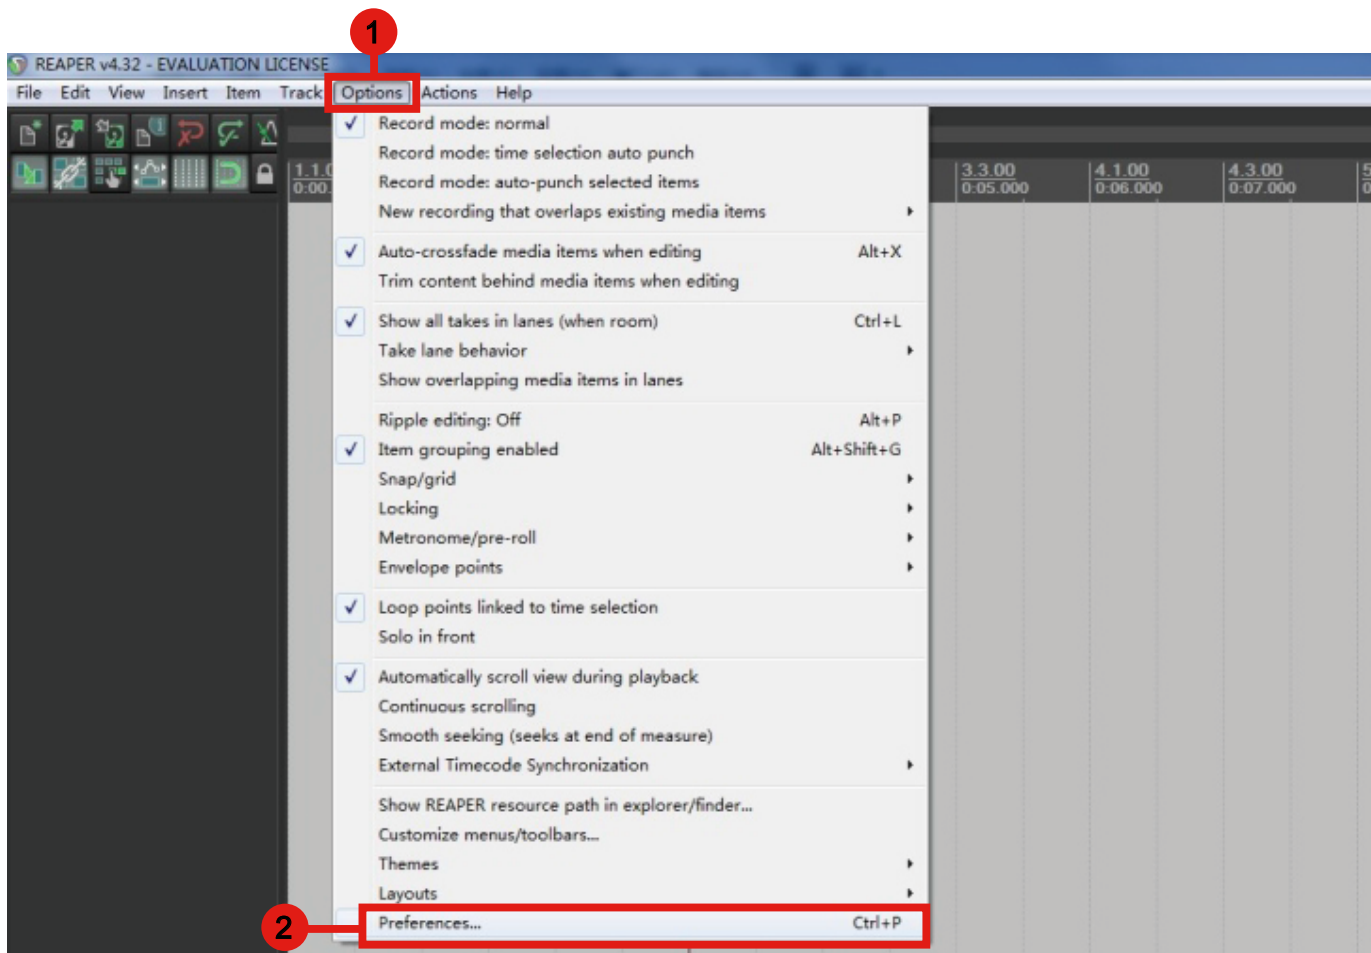 1
REAPER v4.32 - EVALUATION LICENSE
File Edit View Insert Item Track Options Actions Help
Record mode: normal
Record mode: time selection auto punch
Record mode: auto-punch selected items
New recording that overlaps existing media items
1.1.0
0:00.
3.3.00
0:05.000
4.1.00
0:06.000
4.3.00
0:07.000
5
0
Auto-crossfade media items when editing Alt+X
Trim content behind media items when editing
Show all takes in lanes (when room) Ctrl+L
Take lane behavior
Show overlapping media items in lanes
Ripple editing: Off Alt+P
Item grouping enabled Alt+Shift+G
Snap/grid
Locking
Metronome/pre-roll
Envelope points
Loop points linked to time selection
Solo in front
Automatically scroll view during playback
Continuous scrolling
Smooth seeking (seeks at end of measure)
External Timecode Synchronization
Show REAPER resource path in explorer/finder...
Customize menus/toolbars...
Themes
Layouts
2
Preferences... Ctrl+P